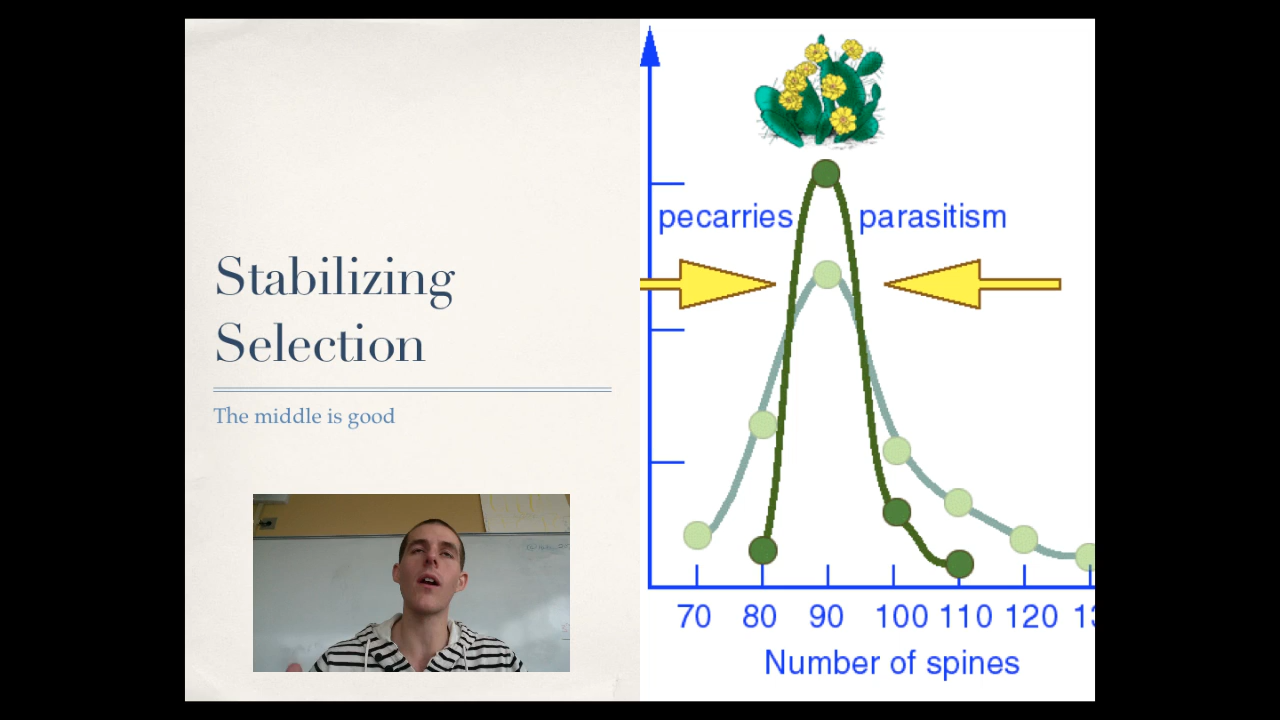 Stabilizing
Selection
The middle is good
pecarries parasitism
70 80 90 100 110 120
Number of spines